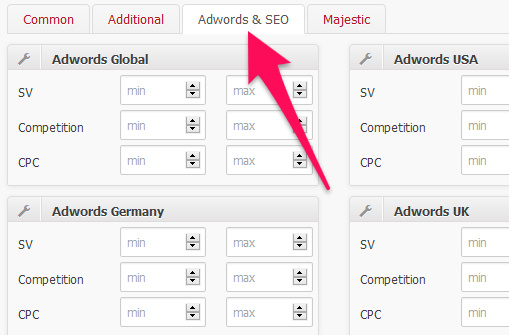 Common Additional Adwords & SEO Majestic
Adwords Global Adwords USA
SV min max SV min
Competition min max Competition min
CPC min max CPC min
Adwords Germany Adwords UK
SV min max SV min
Competition min max Competition min
CPC min max CPC min